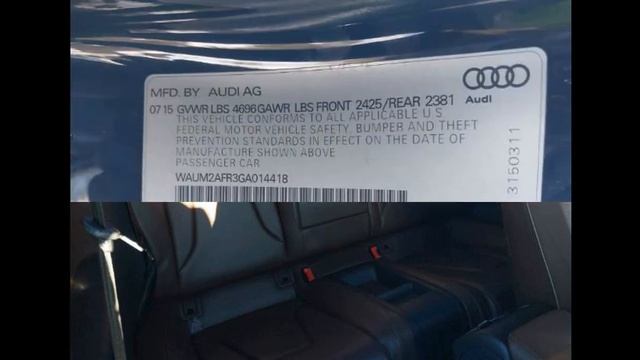 MFD. BY AUDI AG
07 15 GVWR LBS 4696GAWR LBS FRONT 2425/REAR 2381
Audi
THIS VEHICLE CONFORMS TO ALL APPLICABLE U S
FEDERAL MOTOR VEHICLE SAFETY, BUMPER AND THEFT
PREVENTION STANDARDS IN EFFECT ON THE DATE OF
MANUFACTURE SHOWN ABOVE
PASSENGER CAR
WAUM2AFR3GA014418
3150311